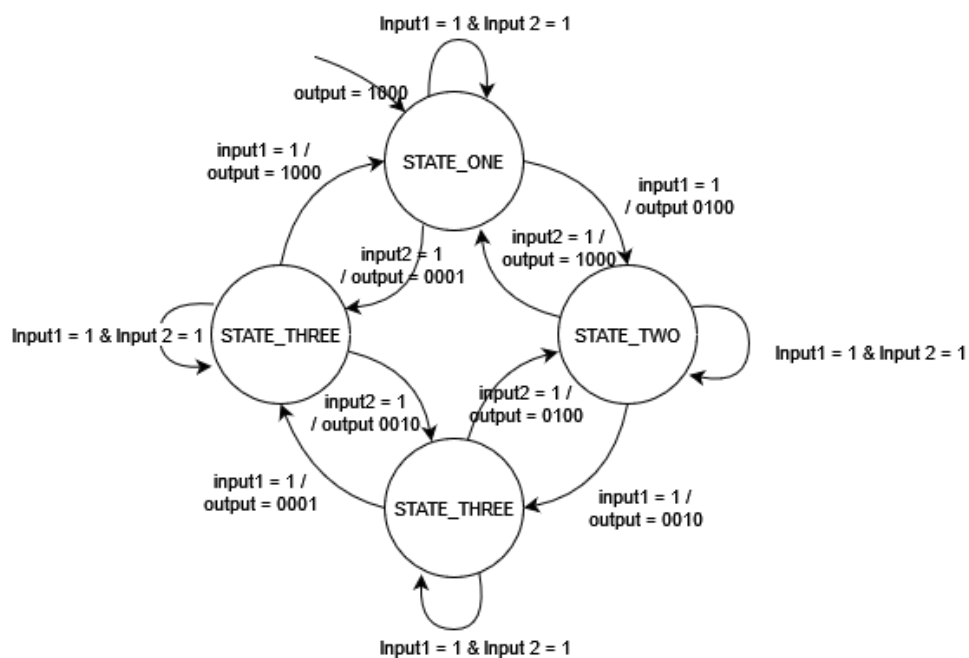 Input1 = 1 & Input 2 = 1
output = 1000
input1 = 1 /
output = 1000
STATE_ONE
input1 = 1
/ output 0100
input2 = 1
/ output = 0001
input2 = 1 /
output = 1000
Input1 = 1 & Input 2 = 1
STATE_THREE
STATE_TWO
Input1 = 1 & Input 2 = 1
input2 = 1
/ output 0010
input2 = 1 /
output = 0100
input1 = 1 /
output = 0001
STATE_THREE
input1 = 1 /
output = 0010
Input1 = 1 & Input 2 = 1